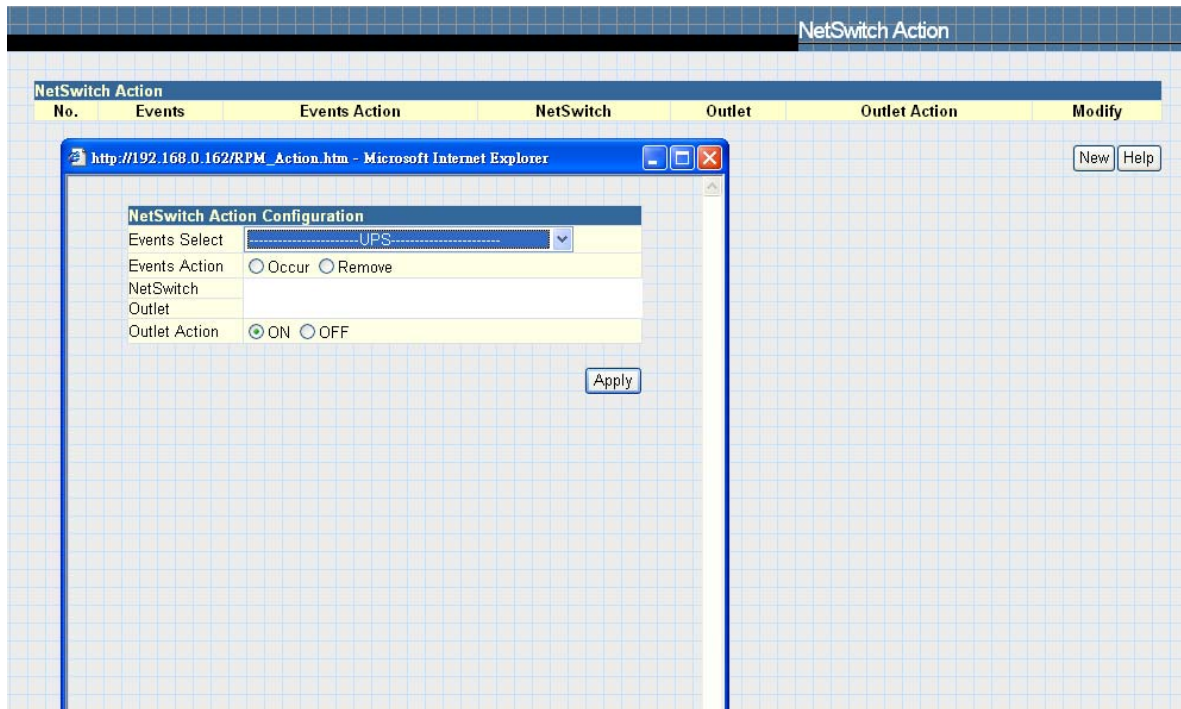 NetSwitch Action
NetSwitch Action
No. Events Events Action NetSwitch Outlet Outlet Action Modify
New Help
http://192.168.0.162/RPM_Action.htm - Microsoft Internet Explorer
NetSwitch Action Configuration
Events Select -----------------------UPS-----------------------
Events Action Occur Remove
NetSwitch
Outlet
Outlet Action ON OFF
Apply